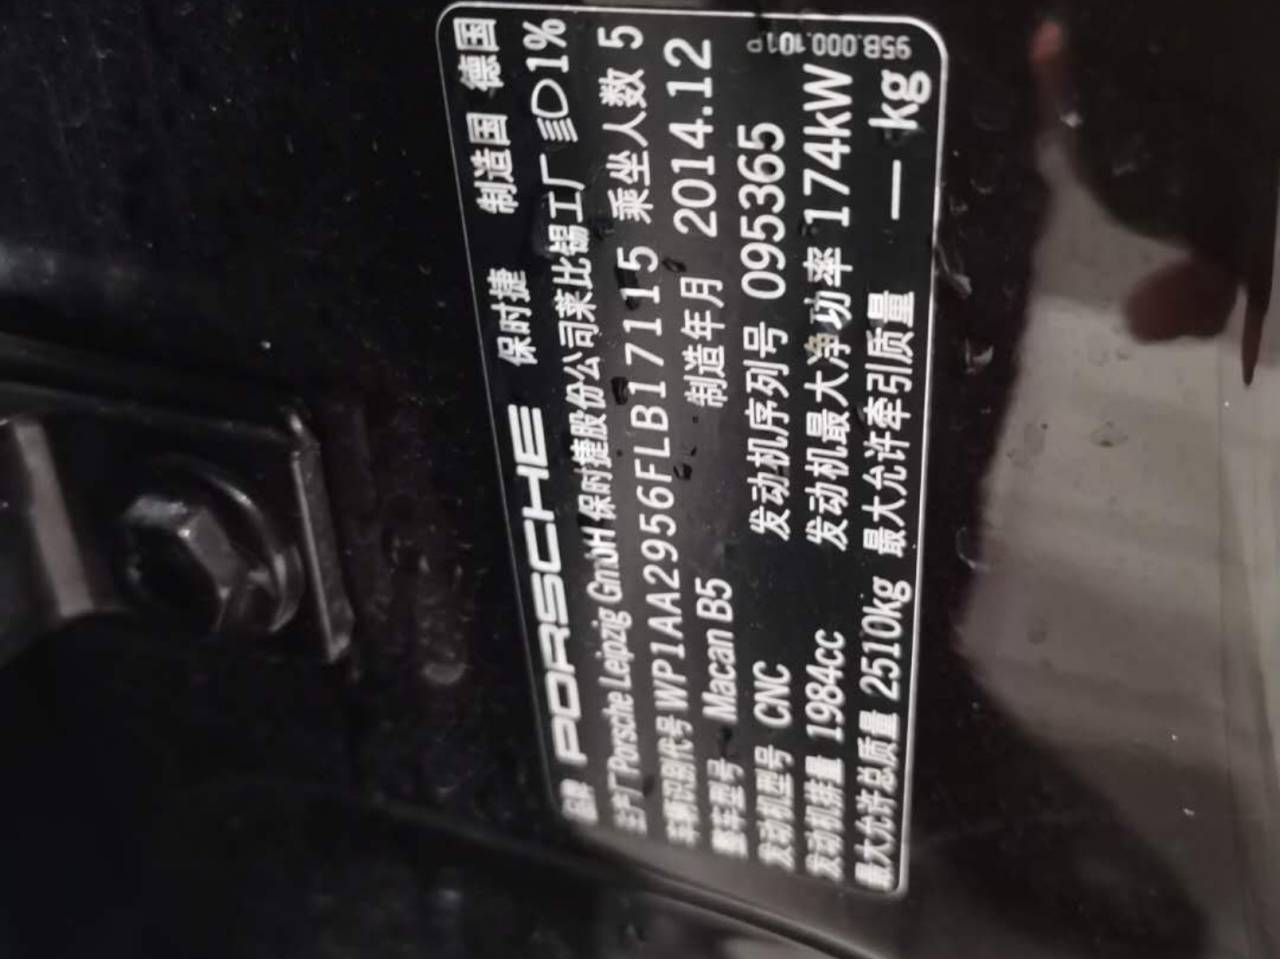 品牌 PORSCHE 保时捷 制造国 德国
生产厂 Porsche Leipzig GmbH 保时捷股份公司莱比锡工厂 1%
车辆识别代号 WP1AA2956FLB17115 乘坐人数 5
整车型号 Macan B5 制造年月 2014.12
发动机型号 CNC 发动机序列号 095365
发动机排量 1984cc 发动机最大净功率 174kW
最大允许总质量 2510kg 最大允许牵引质量 — kg
95B.000.101P